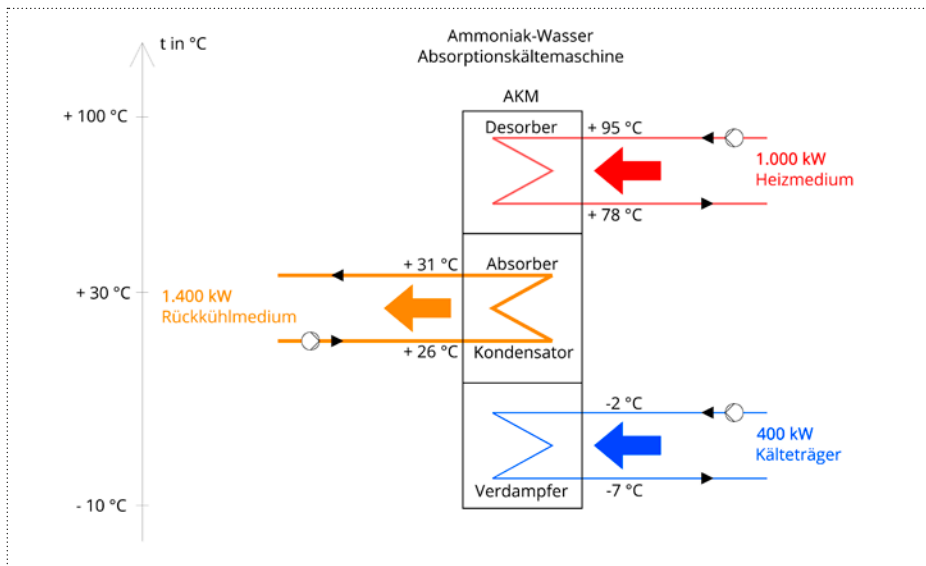 Ammoniak-Wasser
Absorptionskältemaschine
t in °C
AKM
+ 100 °C
Desorber
+ 95 °C
1.000 kW
Heizmedium
+ 78 °C
+ 31 °C
Absorber
+ 30 °C
1.400 kW
Rückkühlmedium
+ 26 °C
Kondensator
-2 °C
400 kW
Kälteträger
Verdampfer
-7 °C
- 10 °C